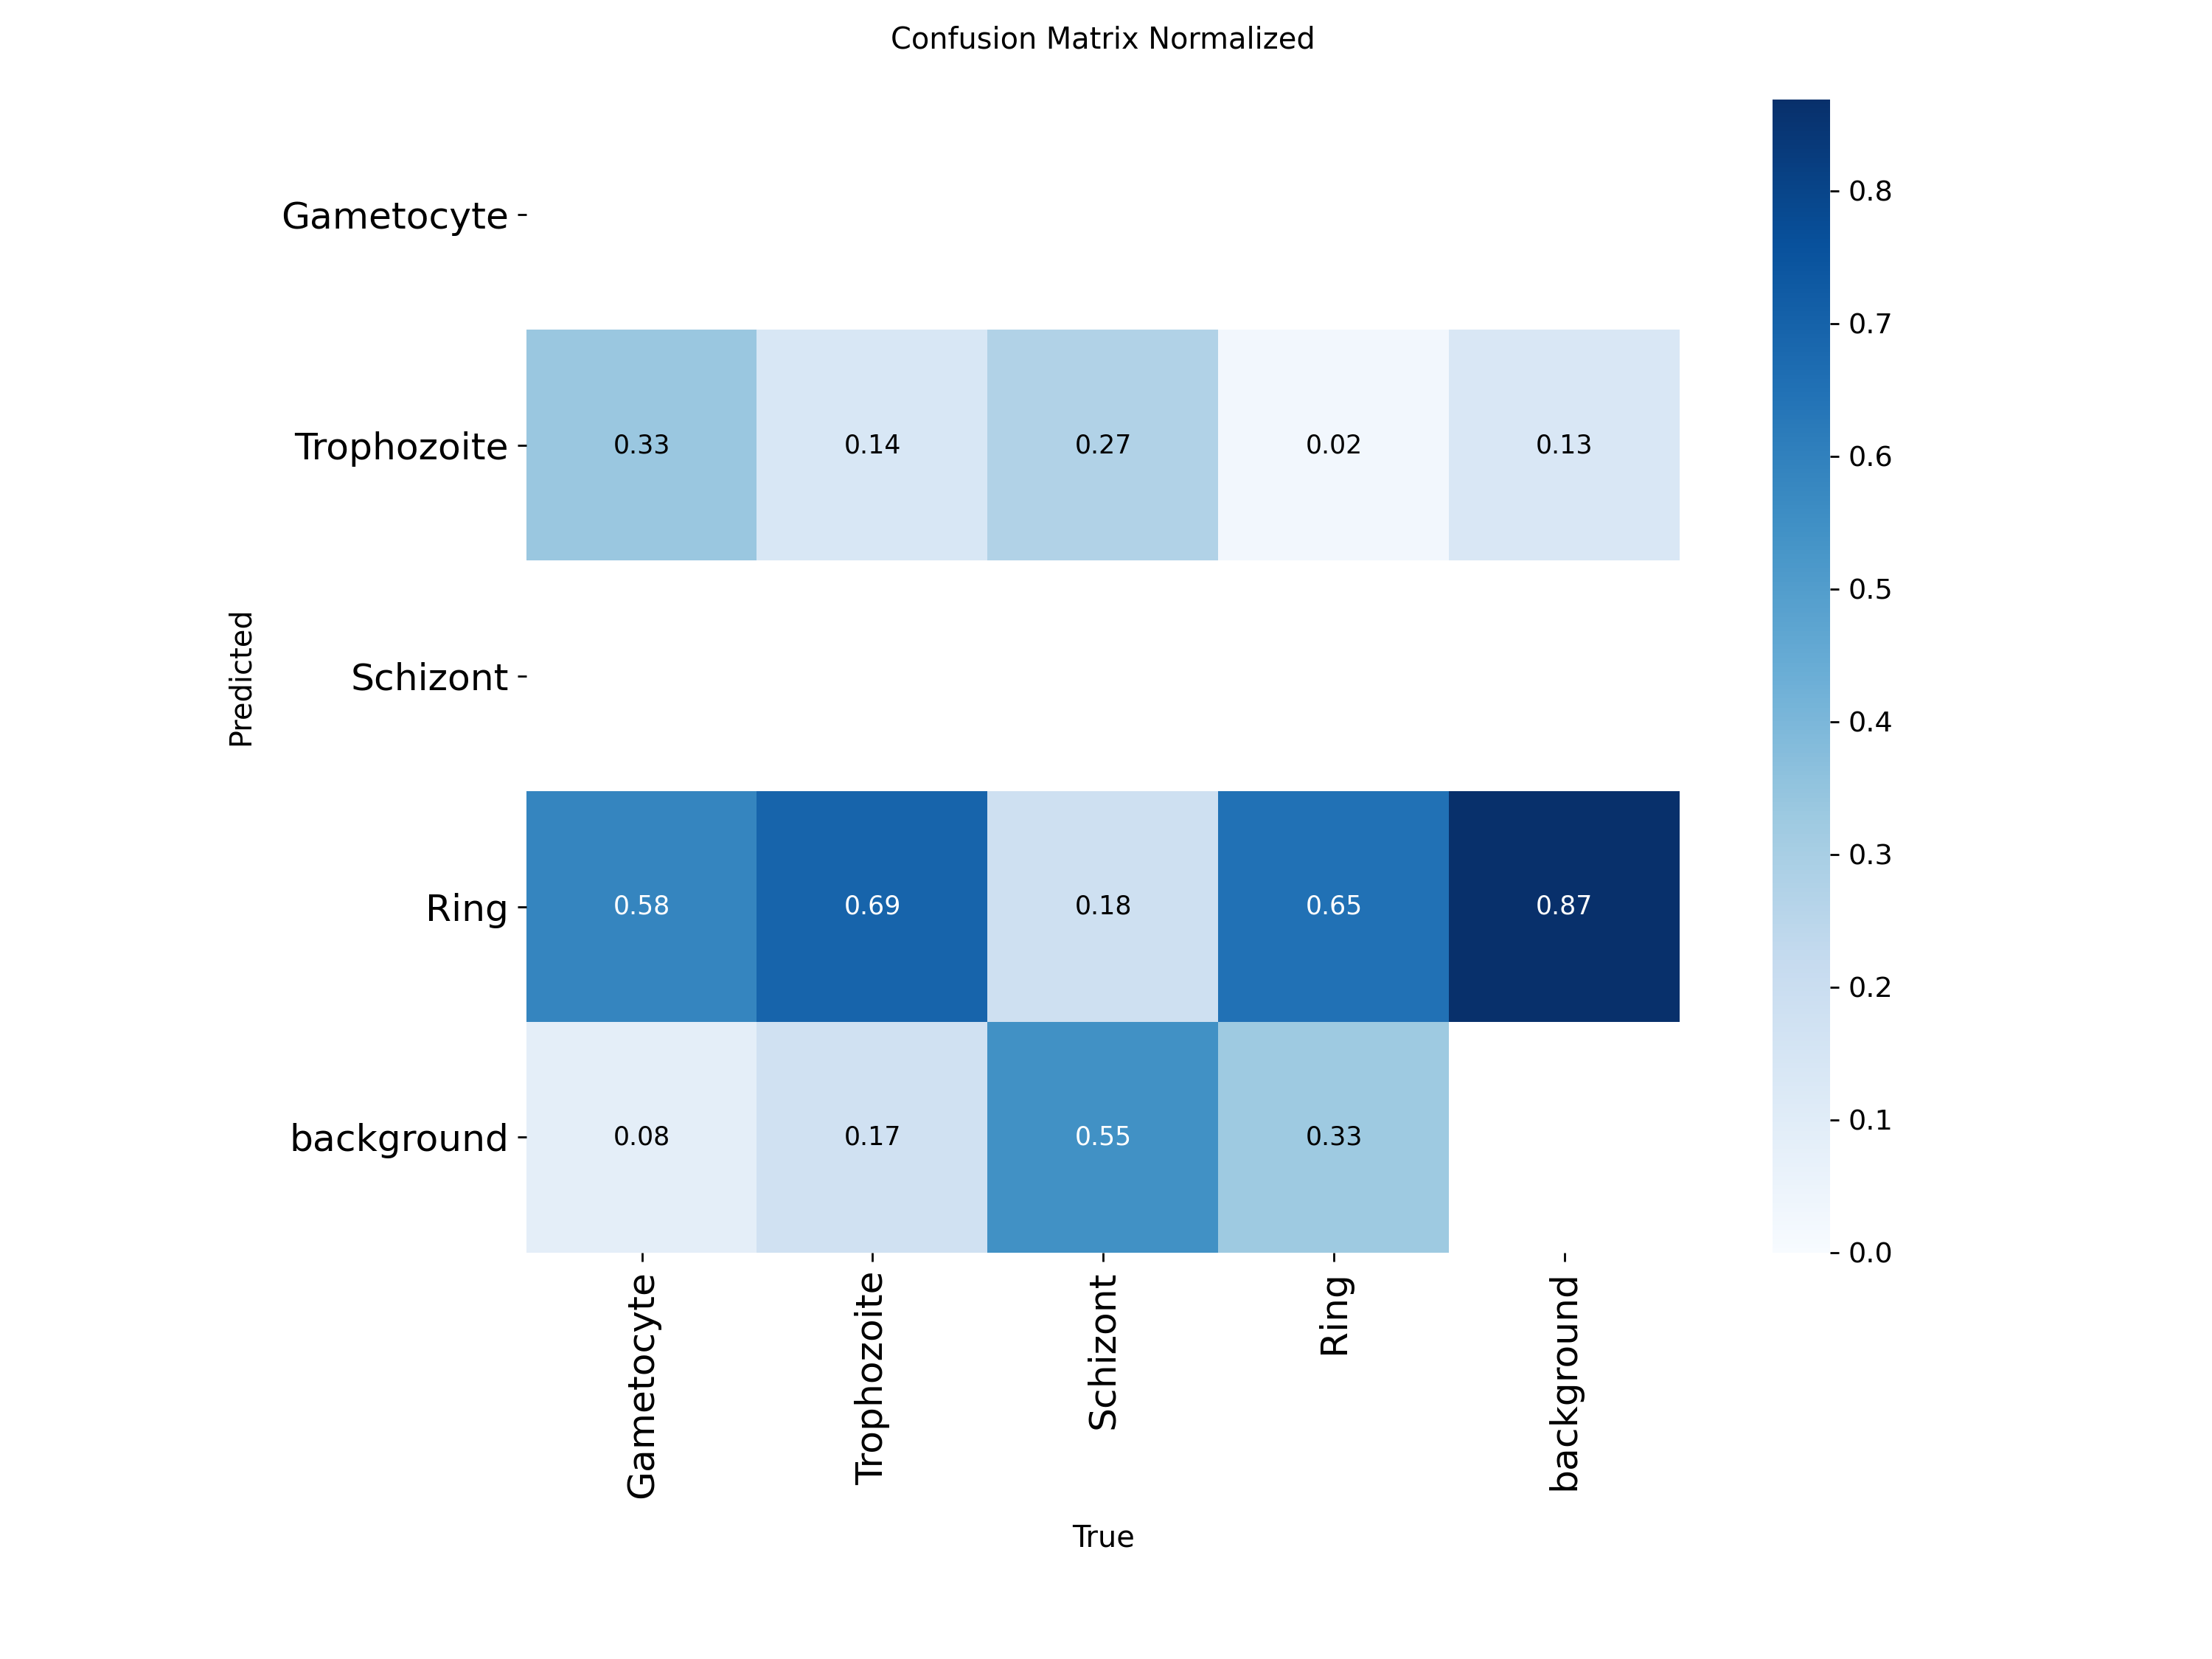 Confusion Matrix Normalized
Gametocyte
Trophozoite
0.33 0.14 0.27 0.02 0.13
Schizont
Ring
0.58 0.69 0.18 0.65 0.87
background
0.08 0.17 0.55 0.33
Predicted
Gametocyte
Trophozoite
Schizont
Ring
background
True
0.8
0.7
0.6
0.5
0.4
0.3
0.2
0.1
0.0